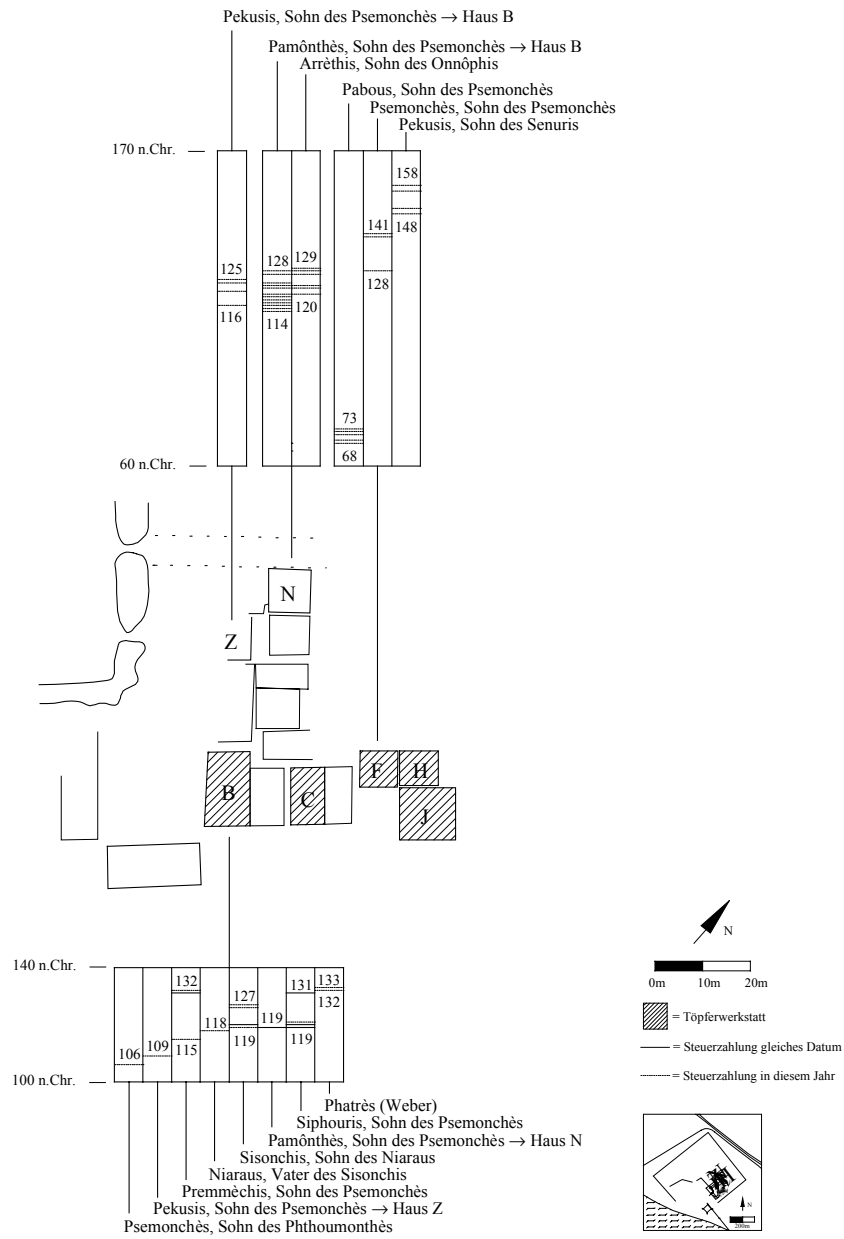 Pekusis, Sohn des Psemonchès → Haus B
Pamônthès, Sohn des Psemonchès → Haus B
Arrèthis, Sohn des Onnôphis
Pabous, Sohn des Psemonchès
Psemonchès, Sohn des Psemonchès
Pekusis, Sohn des Senuris
170 n.Chr.
158
141
148
125
128
129
128
116
114
120
73
68
60 n.Chr.
N
Z
F
H
B
C
J
N
0m
10m
20m
= Töpferwerkstatt
= Steuerzahlung gleiches Datum
= Steuerzahlung in diesem Jahr
140 n.Chr.
132
131
133
127
132
118
119
106
109
115
119
119
100 n.Chr.
Phatrès (Weber)
Siphouris, Sohn des Psemonchès
Pamônthès, Sohn des Psemonchès → Haus N
Sisonchis, Sohn des Niaraus
Niaraus, Vater des Sisonchis
Premmèchis, Sohn des Psemonchès
Pekusis, Sohn des Psemonchès → Haus Z
Psemonchès, Sohn des Phthoumonthès
N
200m